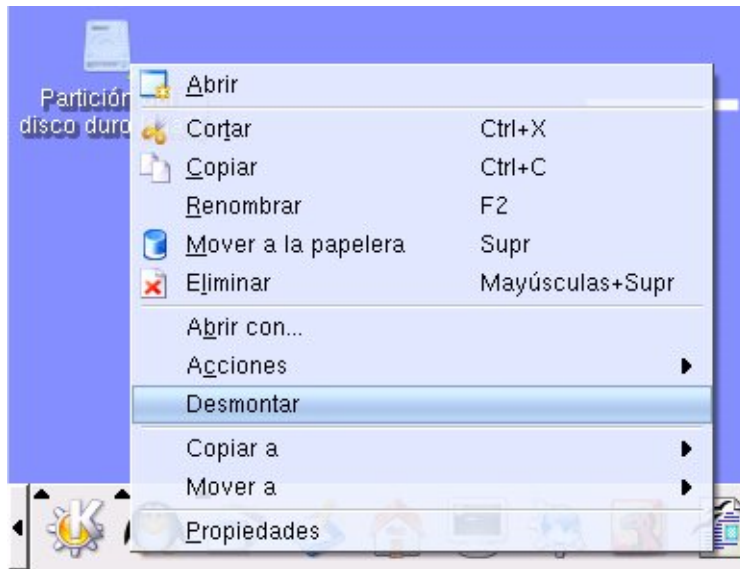 Partición
disco duro
Abrir
Cortar Ctrl+X
Copiar Ctrl+C
Renombrar F2
Mover a la papelera Supr
Eliminar Mayúsculas+Supr
Abrir con...
Acciones
Desmontar
Copiar a
Mover a
Propiedades